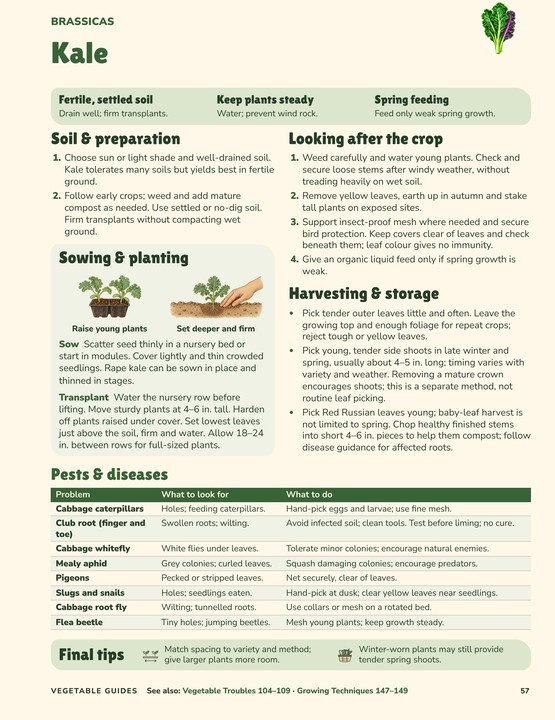 BRASSICAS
Kale
Fertile, settled soil
Drain well; firm transplants.
Keep plants steady
Water; prevent wind rock.
Spring feeding
Feed only weak spring growth.
Soil & preparation
1. Choose sun or light shade and well-drained soil.
Kale tolerates many soils but yields best in fertile
ground.
2. Follow early crops; weed and add mature
compost as needed. Use settled or no-dig soil.
Firm transplants without compacting wet
ground.
Sowing & planting
Raise young plants
Set deeper and firm
Sow Scatter seed thinly in a nursery bed or
start in modules. Cover lightly and thin crowded
seedlings. Rape kale can be sown in place and
thinned in stages.
Transplant Water the nursery row before
lifting. Move sturdy plants at 4–6 in. tall. Harden
off plants raised under cover. Set lowest leaves
just above the soil, firm and water. Allow 18–24
in. between rows for full-sized plants.
Looking after the crop
1. Weed carefully and water young plants. Check and
secure loose stems after windy weather, without
treading heavily on wet soil.
2. Remove yellow leaves, earth up in autumn and stake
tall plants on exposed sites.
3. Support insect-proof mesh where needed and secure
bird protection. Keep covers clear of leaves and check
beneath them; leaf colour gives no immunity.
4. Give an organic liquid feed only if spring growth is
weak.
Harvesting & storage
• Pick tender outer leaves little and often. Leave the
growing top and enough foliage for repeat crops;
reject tough or yellow leaves.
• Pick young, tender side shoots in late winter and
spring, usually about 4–5 in. long; timing varies with
variety and weather. Removing a mature crown
encourages shoots; this is a separate method, not
routine leaf picking.
• Pick Red Russian leaves young; baby-leaf harvest is
not limited to spring. Chop healthy finished stems
into short 4–6 in. pieces to help them compost; follow
disease guidance for affected roots.
Pests & diseases
Problem What to look for What to do
Cabbage caterpillars Holes; feeding caterpillars. Hand-pick eggs and larvae; use fine mesh.
Club root (finger and Swollen roots; wilting. Avoid infected soil; clean tools. Test before liming; no cure.
toe)
Cabbage whitefly White flies under leaves. Tolerate minor colonies; encourage natural enemies.
Mealy aphid Grey colonies; curled leaves. Squash damaging colonies; encourage predators.
Pigeons Pecked or stripped leaves. Net securely, clear of leaves.
Slugs and snails Holes; seedlings eaten. Hand-pick at dusk; clear yellow leaves near seedlings.
Cabbage root fly Wilting; tunnelled roots. Use collars or mesh on a rotated bed.
Flea beetle Tiny holes; jumping beetles. Mesh young plants; keep growth steady.
Final tips
Match spacing to variety and method;
give larger plants more room.
Winter-worn plants may still provide
tender spring shoots.
VEGETABLE GUIDES See also: Vegetable Troubles 104–109 · Growing Techniques 147–149 57